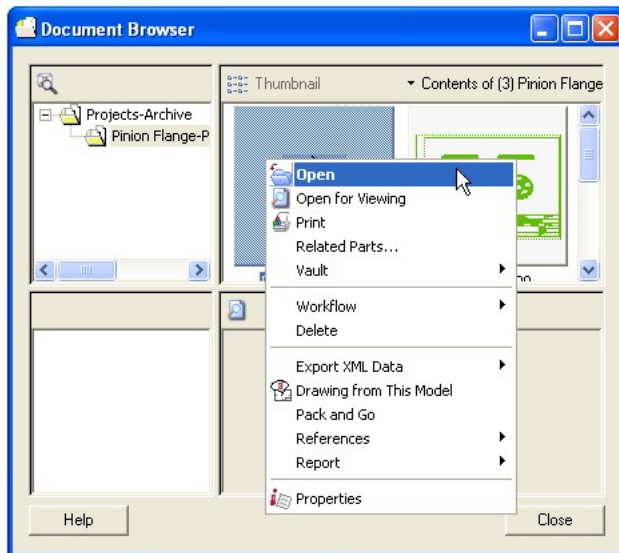 Document Browser
Thumbnail
Contents of (3) Pinion Flange
Projects-Archive
Pinion Flange-P
Open
Open for Viewing
Print
Related Parts...
Vault
Workflow
Delete
Export XML Data
Drawing from This Model
Pack and Go
References
Report
Properties
Help
Close